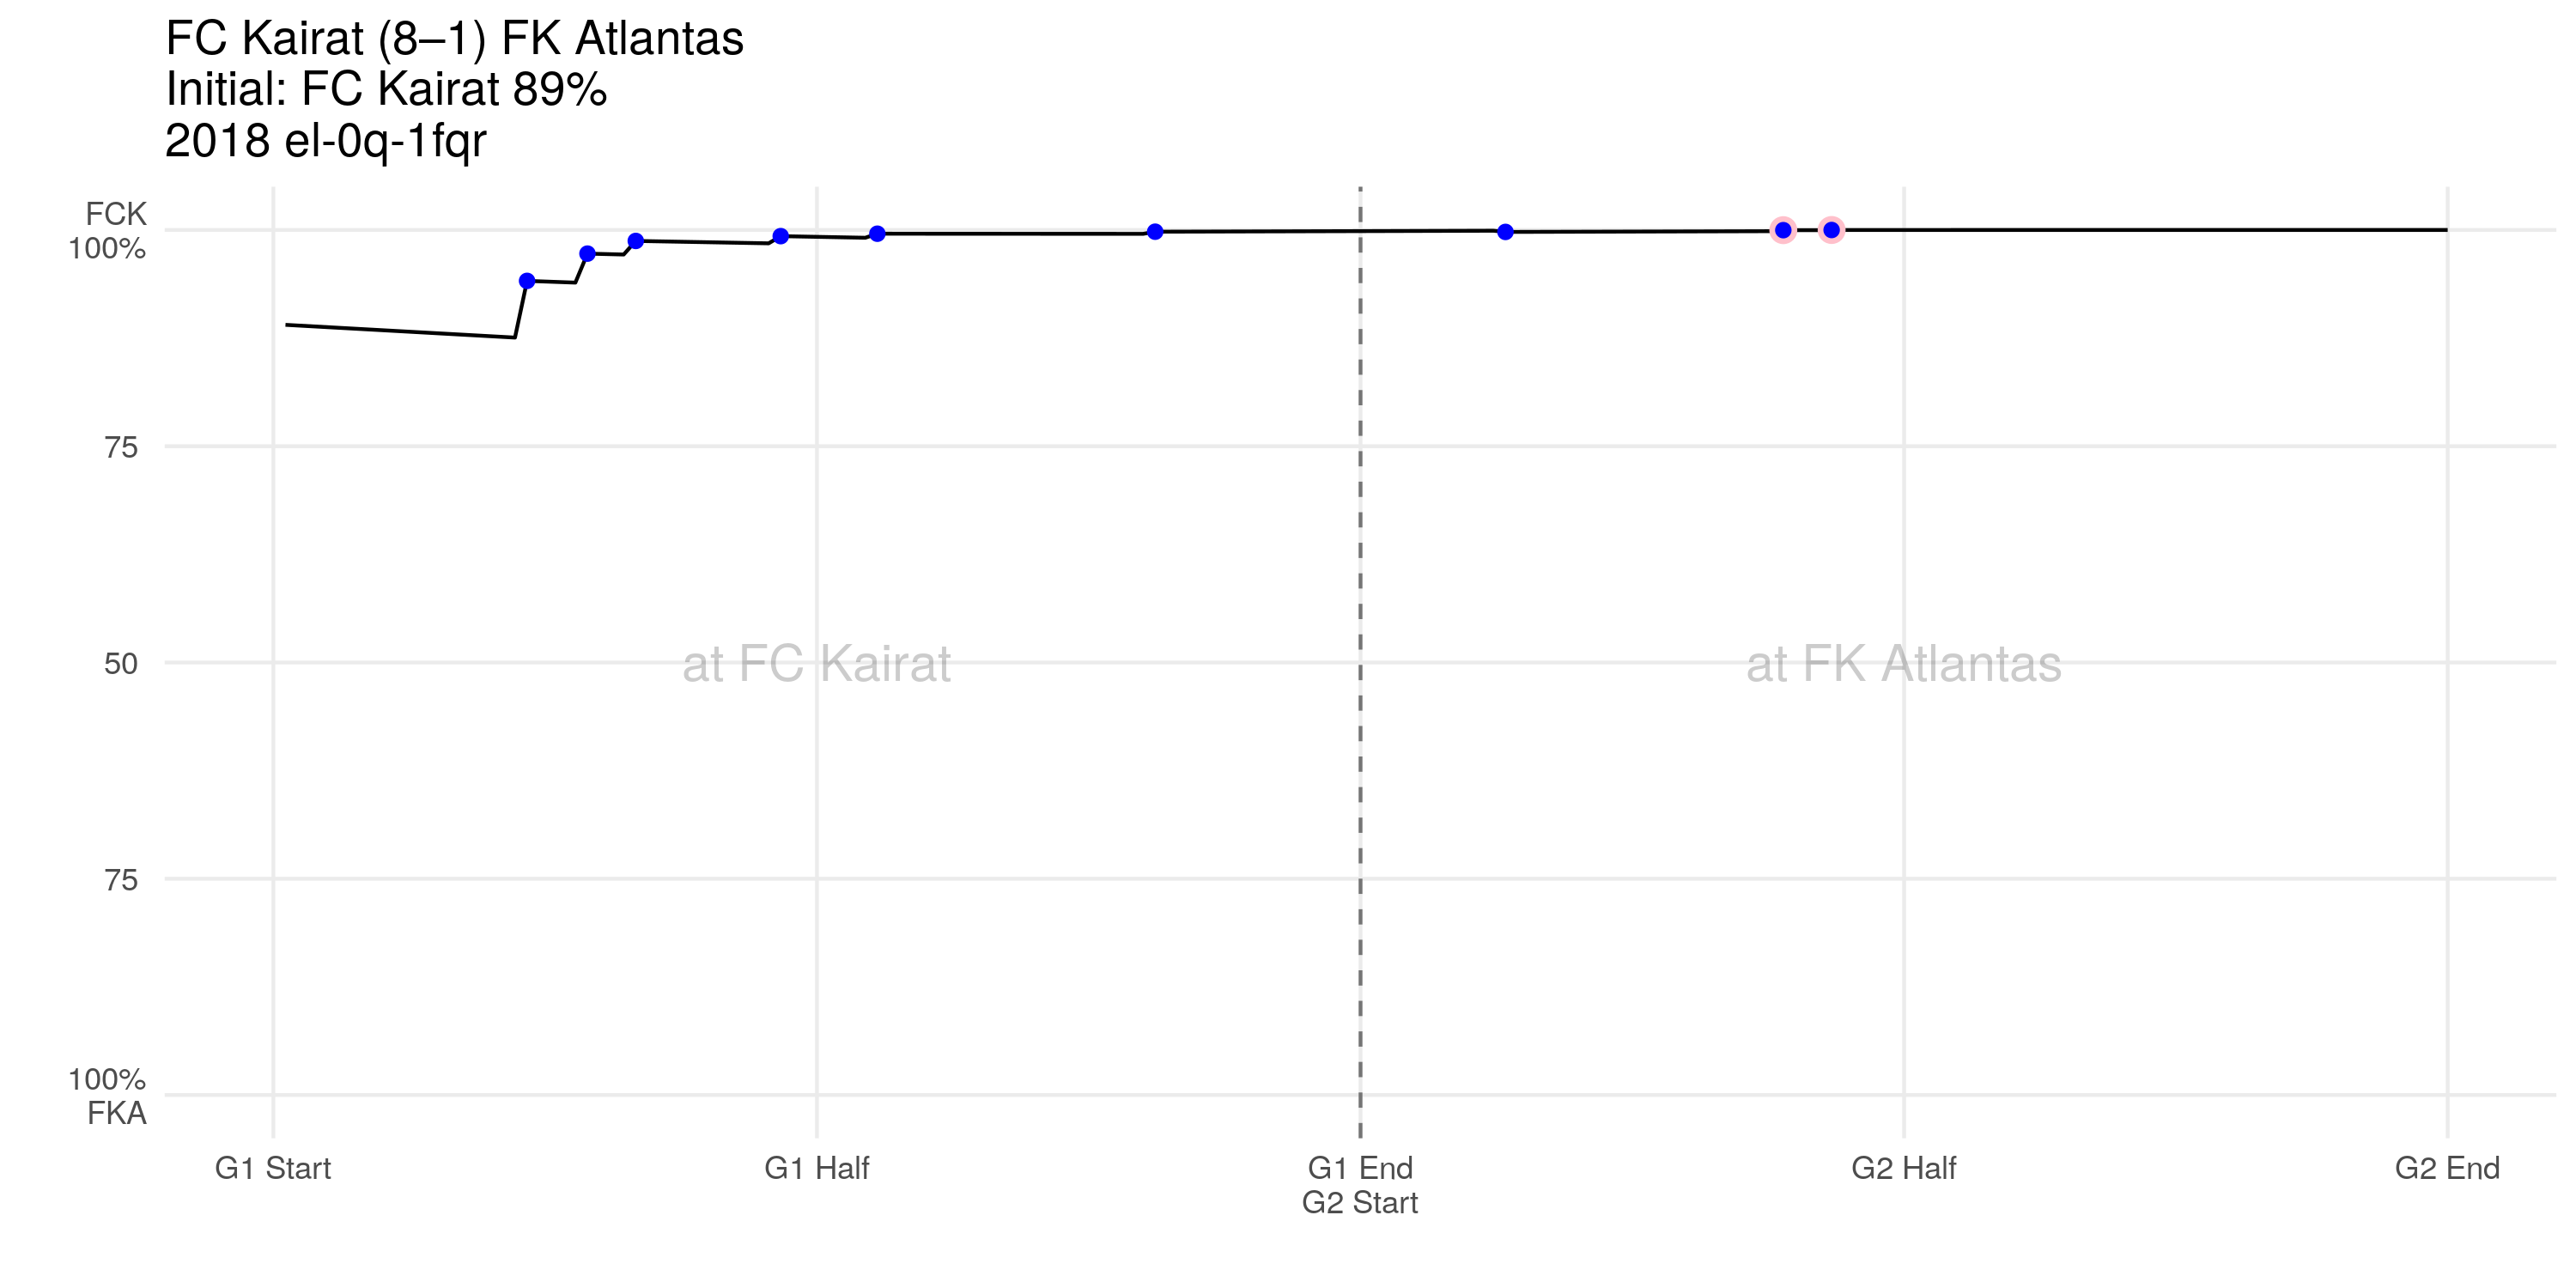 FC Kairat (8–1) FK Atlantas
Initial: FC Kairat 89%
2018 el-0q-1fqr
FCK
100%
75
50
75
100%
FKA
at FC Kairat
at FK Atlantas
G1 Start
G1 Half
G1 End
G2 Start
G2 Half
G2 End